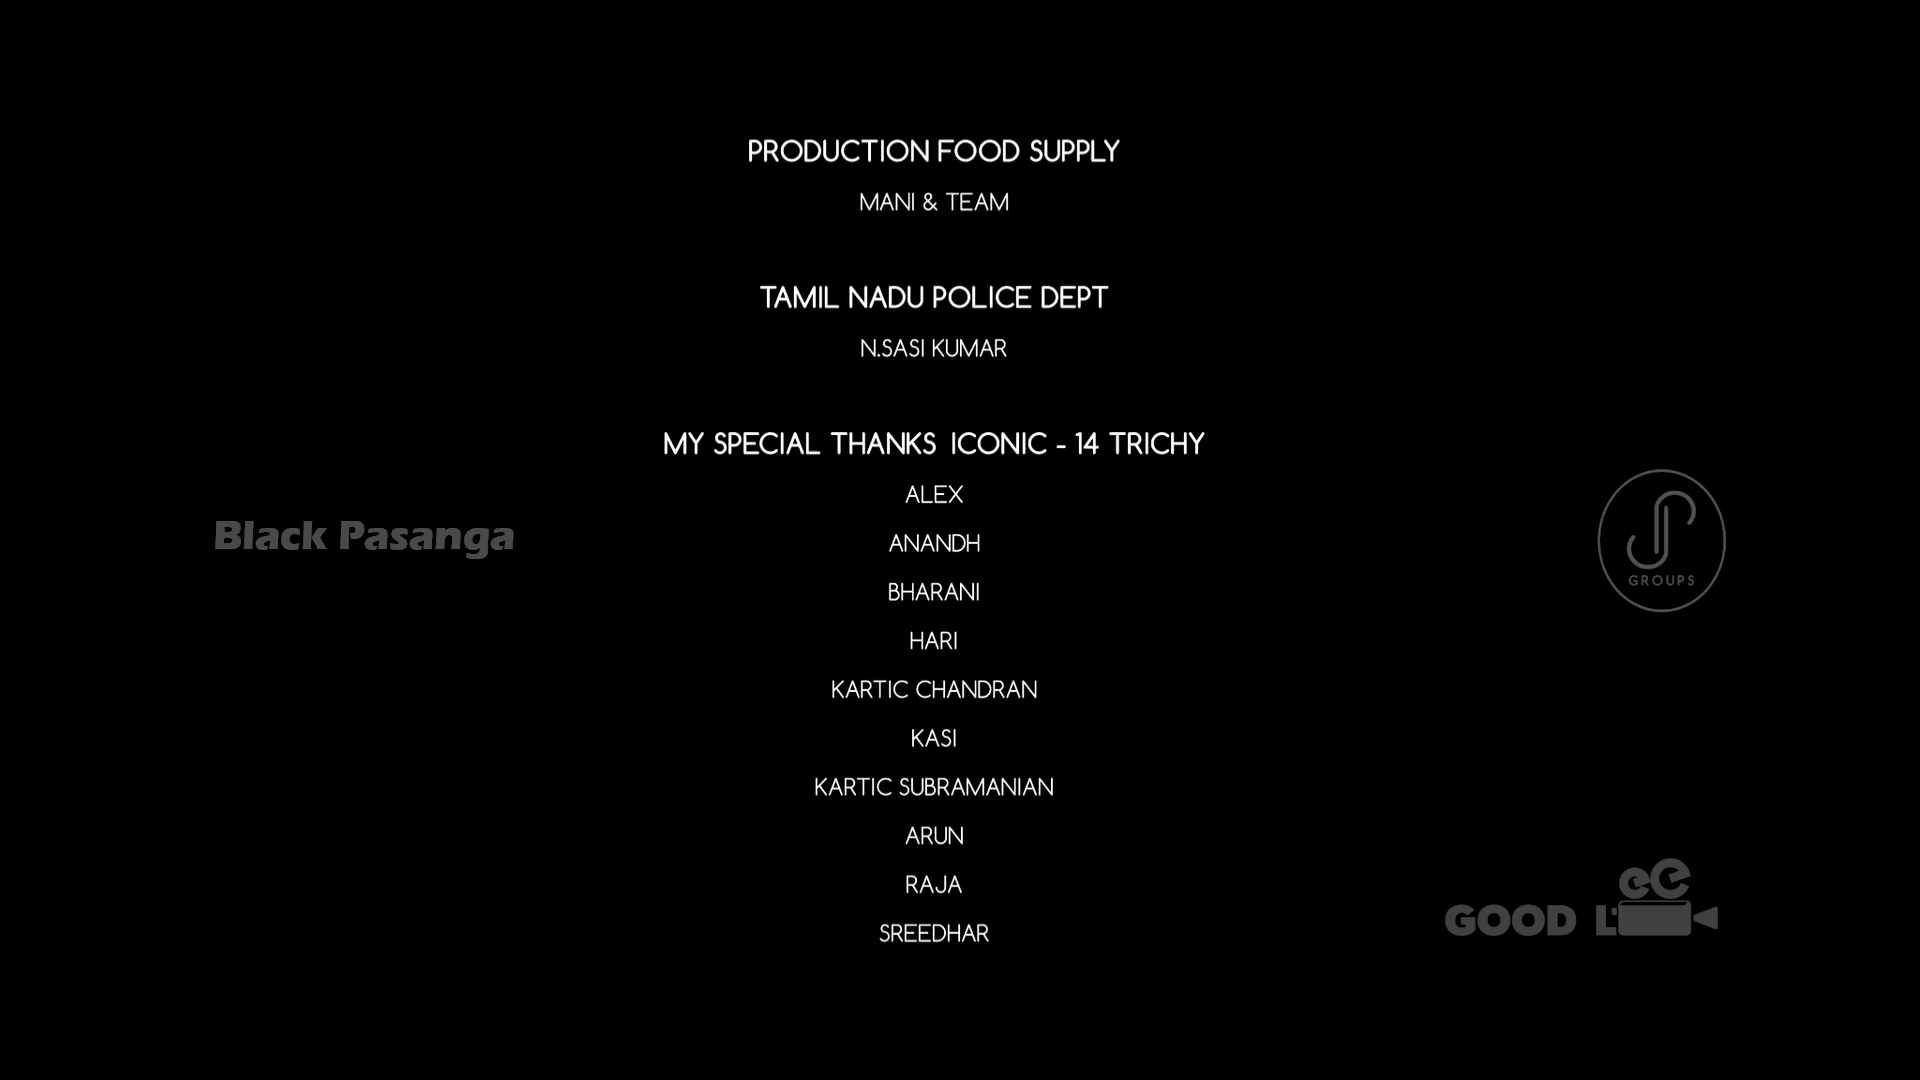 PRODUCTION FOOD SUPPLY
MANI & TEAM
TAMIL NADU POLICE DEPT
N.SASI KUMAR
MY SPECIAL THANKS ICONIC - 14 TRICHY
ALEX
ANANDH
BHARANI
HARI
KARTIC CHANDRAN
KASI
KARTIC SUBRAMANIAN
ARUN
RAJA
SREEDHAR
Black Pasanga
GROUPS
GOOD L